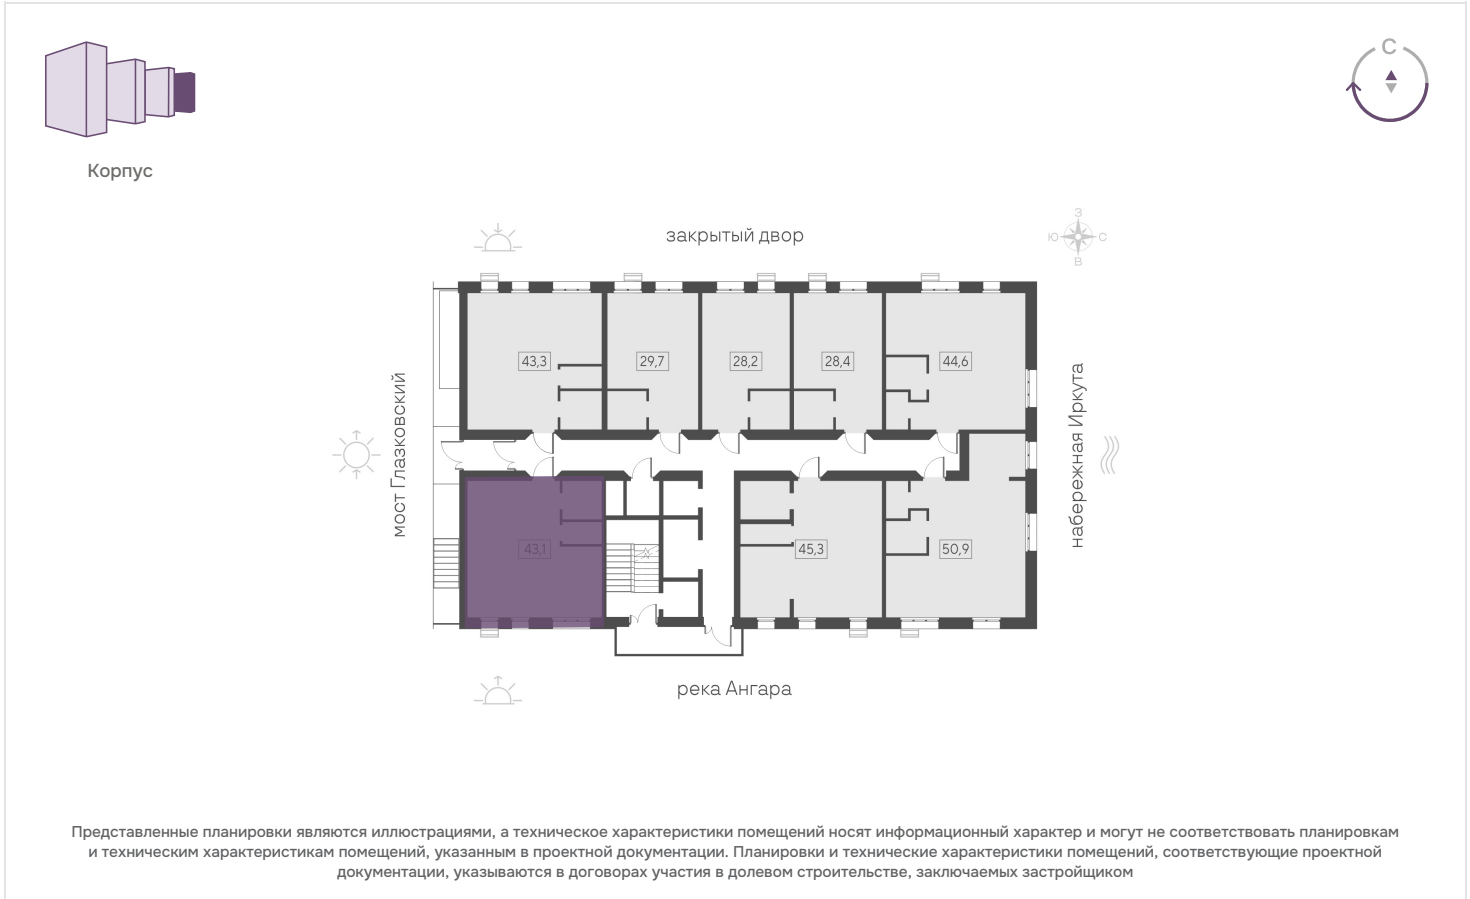 С
Корпус
закрытый двор
З
Ю
С
В
43,3
29,7
28,2
28,4
44,6
мост Глазковский
набережная Иркута
43,1
45,3
50,9
река Ангара
Представленные планировки являются иллюстрациями, а техническое характеристики помещений носят информационный характер и могут не соответствовать планировкам
и техническим характеристикам помещений, указанным в проектной документации. Планировки и технические характеристики помещений, соответствующие проектной
документации, указываются в договорах участия в долевом строительстве, заключаемых застройщиком